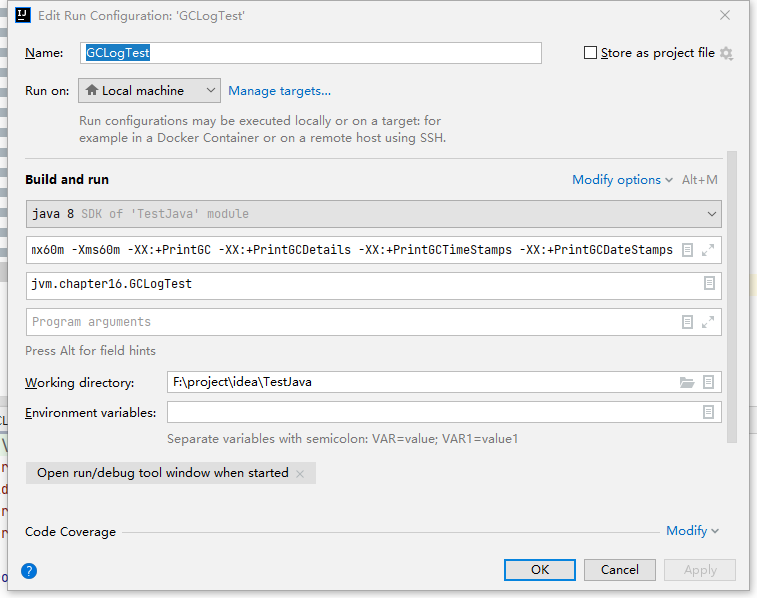 Edit Run Configuration: 'GCLogTest'
Name: GCLogTest Store as project file
Run on: Local machine Manage targets...
Run configurations may be executed locally or on a target: for
example in a Docker Container or on a remote host using SSH.
Build and run Modify options Alt+M
java 8 SDK of 'TestJava' module
-Xms60m -XX:+PrintGC -XX:+PrintGCDetails -XX:+PrintGCTimeStamps -XX:+PrintGCDateStamps
jvm.chapter16.GCLogTest
Program arguments
Press Alt for field hints
Working directory: F:\project\idea\TestJava
Environment variables:
Separate variables with semicolon: VAR=value; VAR1=value1
Open run/debug tool window when started
Code Coverage Modify
? OK Cancel Apply